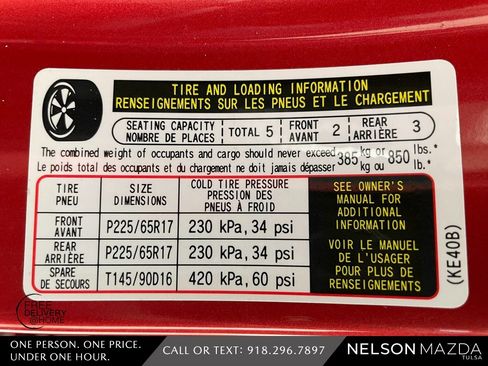 TIRE AND LOADING INFORMATION
RENSEIGNEMENTS SUR LES PNEUS ET LE CHARGEMENT
SEATING CAPACITY
NOMBRE DE PLACES
TOTAL 5
FRONT
AVANT
2
REAR
ARRIÈRE
3
The combined weight of occupants and cargo should never exceed 385 kg or 850 lbs.*
Le poids total des occupants et du chargement ne doit jamais dépasser kg ou lb.*
TIRE
PNEU
SIZE
DIMENSIONS
COLD TIRE PRESSURE
PRESSION DES
PNEUS À FROID
FRONT
AVANT
P225/65R17
230 kPa, 34 psi
REAR
ARRIÈRE
P225/65R17
230 kPa, 34 psi
SPARE
DE SECOURS
T145/90D16
420 kPa, 60 psi
SEE OWNER'S
MANUAL FOR
ADDITIONAL
INFORMATION
VOIR LE MANUEL
DE L'USAGER
POUR PLUS DE
RENSEIGNEMENTS
(KE40B)
FREE
DELIVERY
@HOME
ONE PERSON. ONE PRICE.
UNDER ONE HOUR.
CALL OR TEXT: 918.296.7897
NELSON MAZDA
TULSA